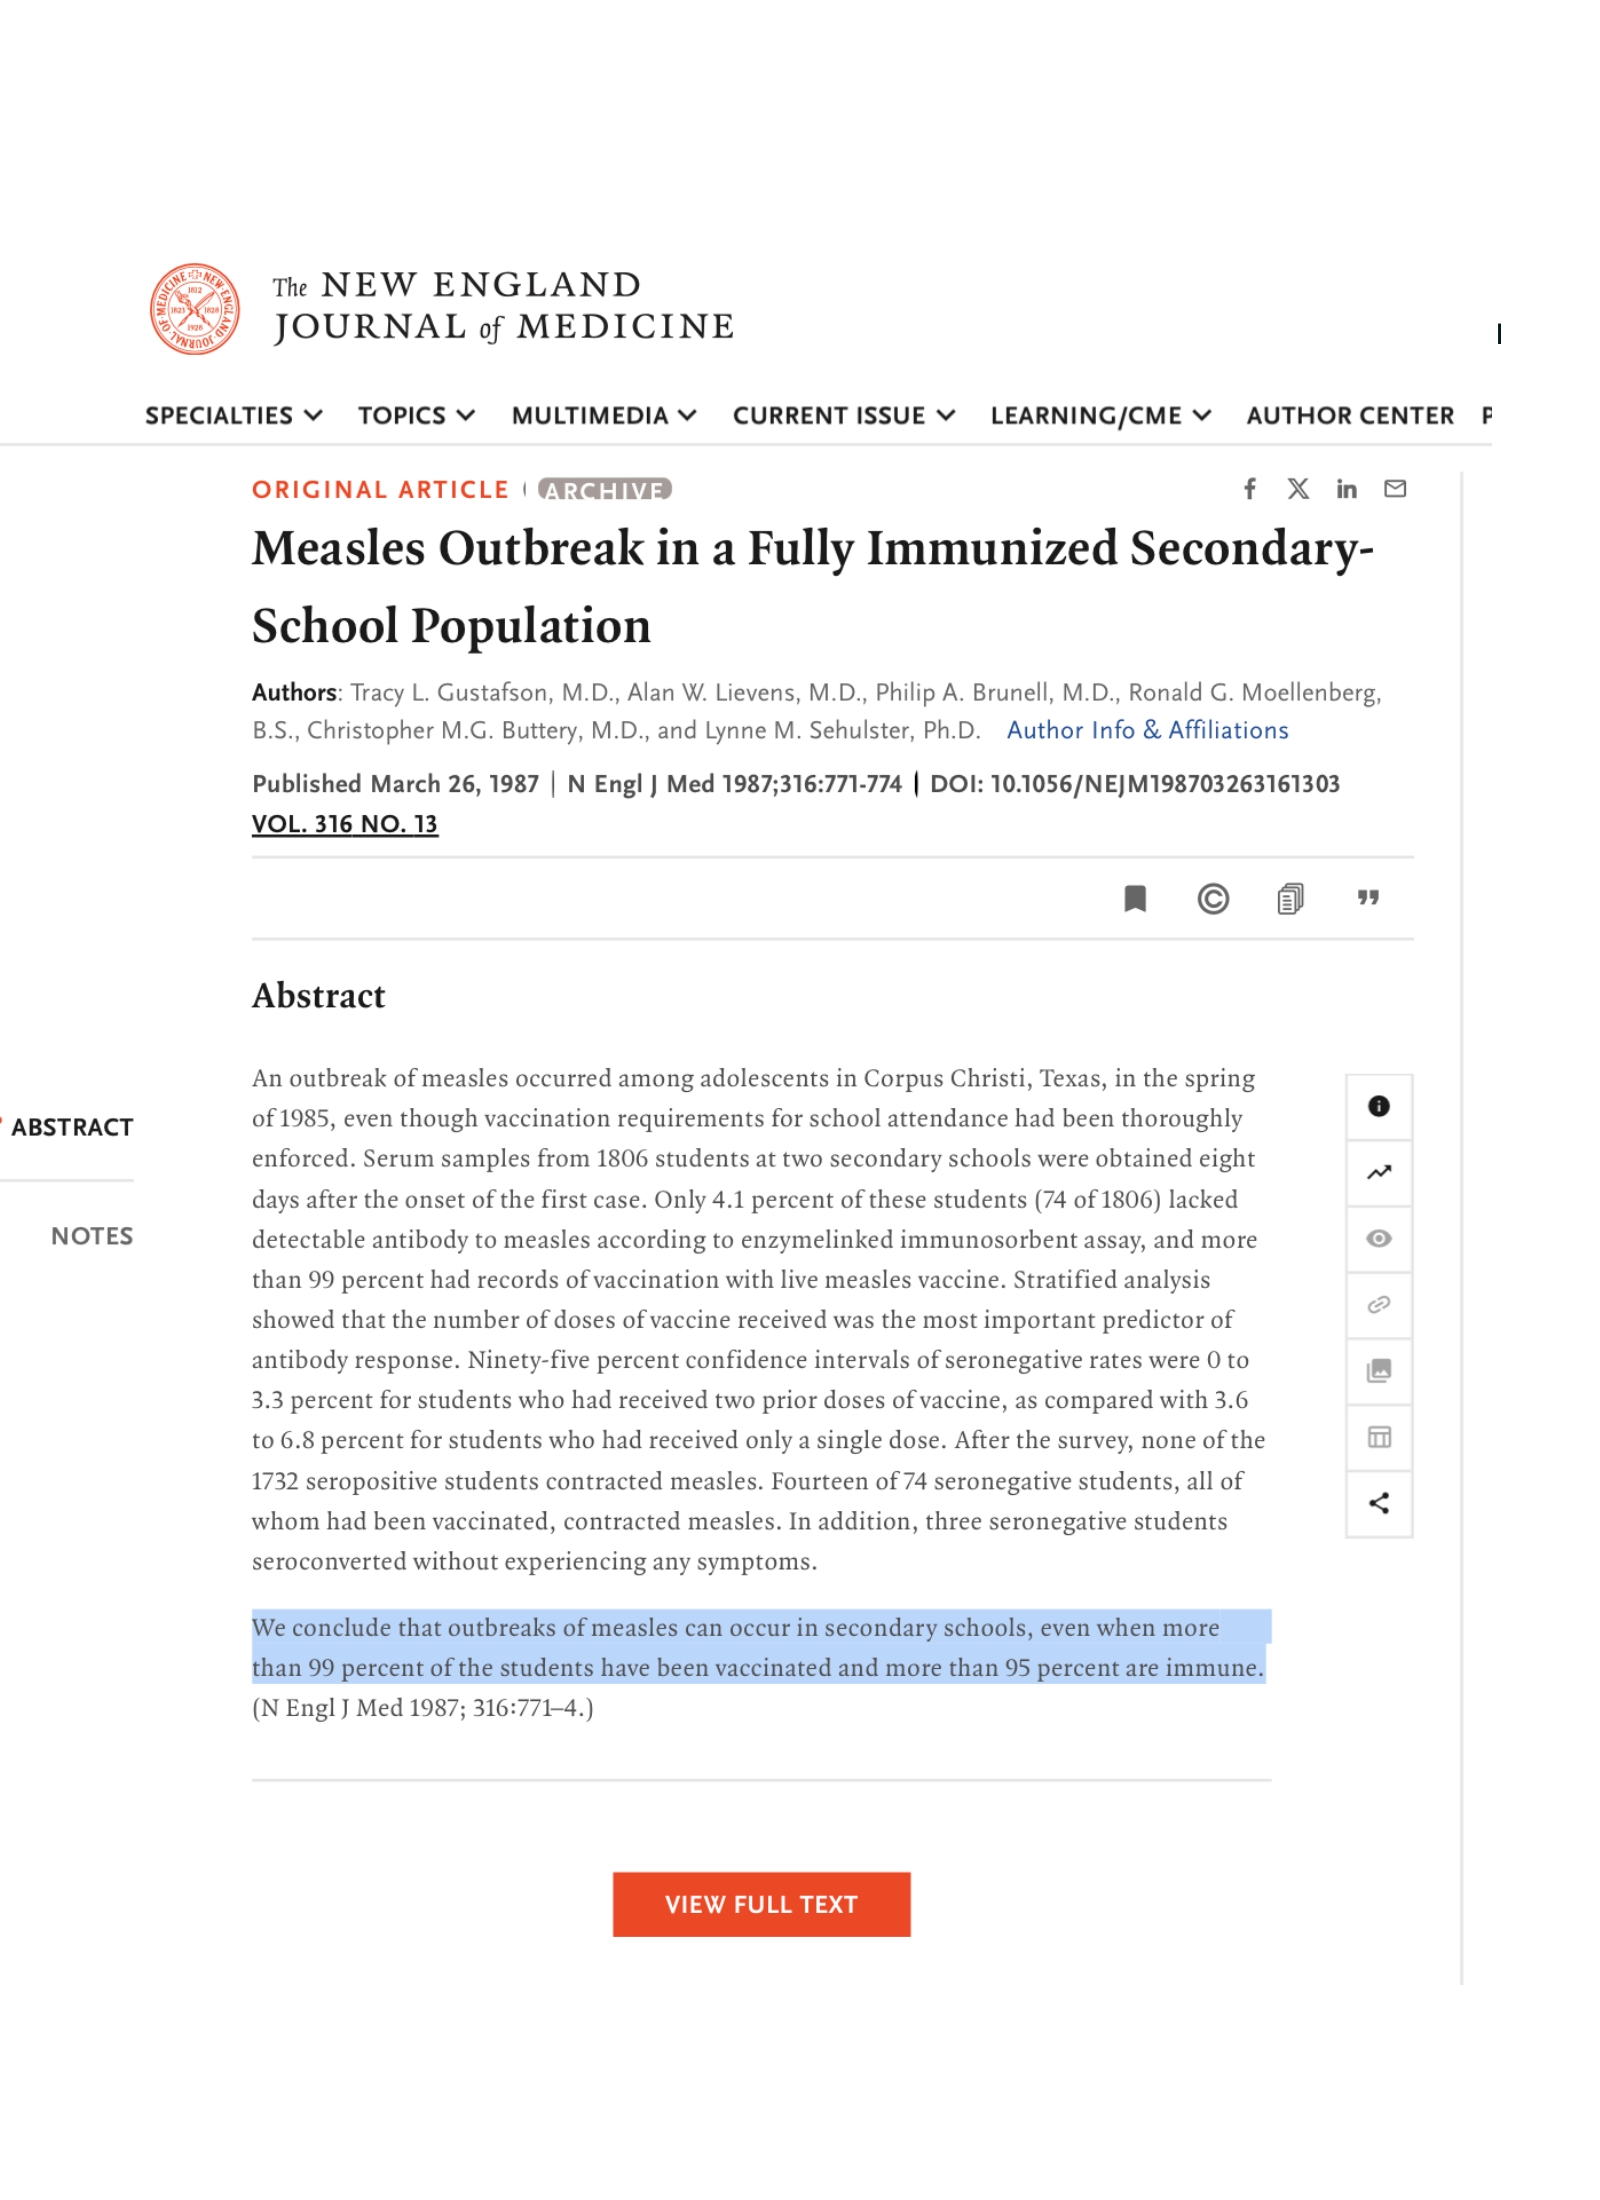 The NEW ENGLAND
JOURNAL of MEDICINE
SPECIALTIES TOPICS MULTIMEDIA CURRENT ISSUE LEARNING/CME AUTHOR CENTER P
ORIGINAL ARTICLE ARCHIVE
Measles Outbreak in a Fully Immunized Secondary-
School Population
Authors: Tracy L. Gustafson, M.D., Alan W. Lievens, M.D., Philip A. Brunell, M.D., Ronald G. Moellenberg,
B.S., Christopher M.G. Buttery, M.D., and Lynne M. Sehulster, Ph.D. Author Info & Affiliations
Published March 26, 1987 | N Engl J Med 1987;316:771-774 | DOI: 10.1056/NEJM198703263161303
VOL. 316 NO. 13
Abstract
An outbreak of measles occurred among adolescents in Corpus Christi, Texas, in the spring
of 1985, even though vaccination requirements for school attendance had been thoroughly
enforced. Serum samples from 1806 students at two secondary schools were obtained eight
days after the onset of the first case. Only 4.1 percent of these students (74 of 1806) lacked
detectable antibody to measles according to enzymelinked immunosorbent assay, and more
than 99 percent had records of vaccination with live measles vaccine. Stratified analysis
showed that the number of doses of vaccine received was the most important predictor of
antibody response. Ninety-five percent confidence intervals of seronegative rates were 0 to
3.3 percent for students who had received two prior doses of vaccine, as compared with 3.6
to 6.8 percent for students who had received only a single dose. After the survey, none of the
1732 seropositive students contracted measles. Fourteen of 74 seronegative students, all of
whom had been vaccinated, contracted measles. In addition, three seronegative students
seroconverted without experiencing any symptoms.
We conclude that outbreaks of measles can occur in secondary schools, even when more
than 99 percent of the students have been vaccinated and more than 95 percent are immune.
(N Engl J Med 1987; 316:771–4.)
ABSTRACT
NOTES
VIEW FULL TEXT